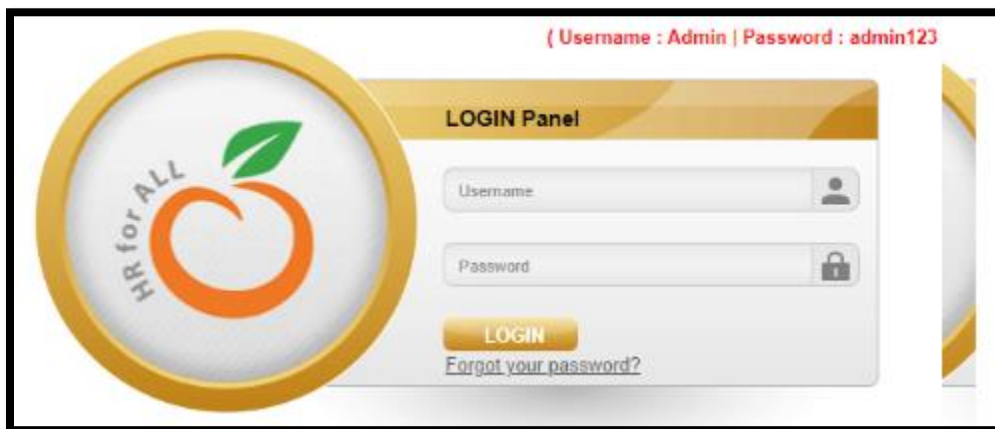 ( Username : Admin | Password : admin123
LOGIN Panel
HR for ALL
Username
Password
LOGIN
Forgot your password?